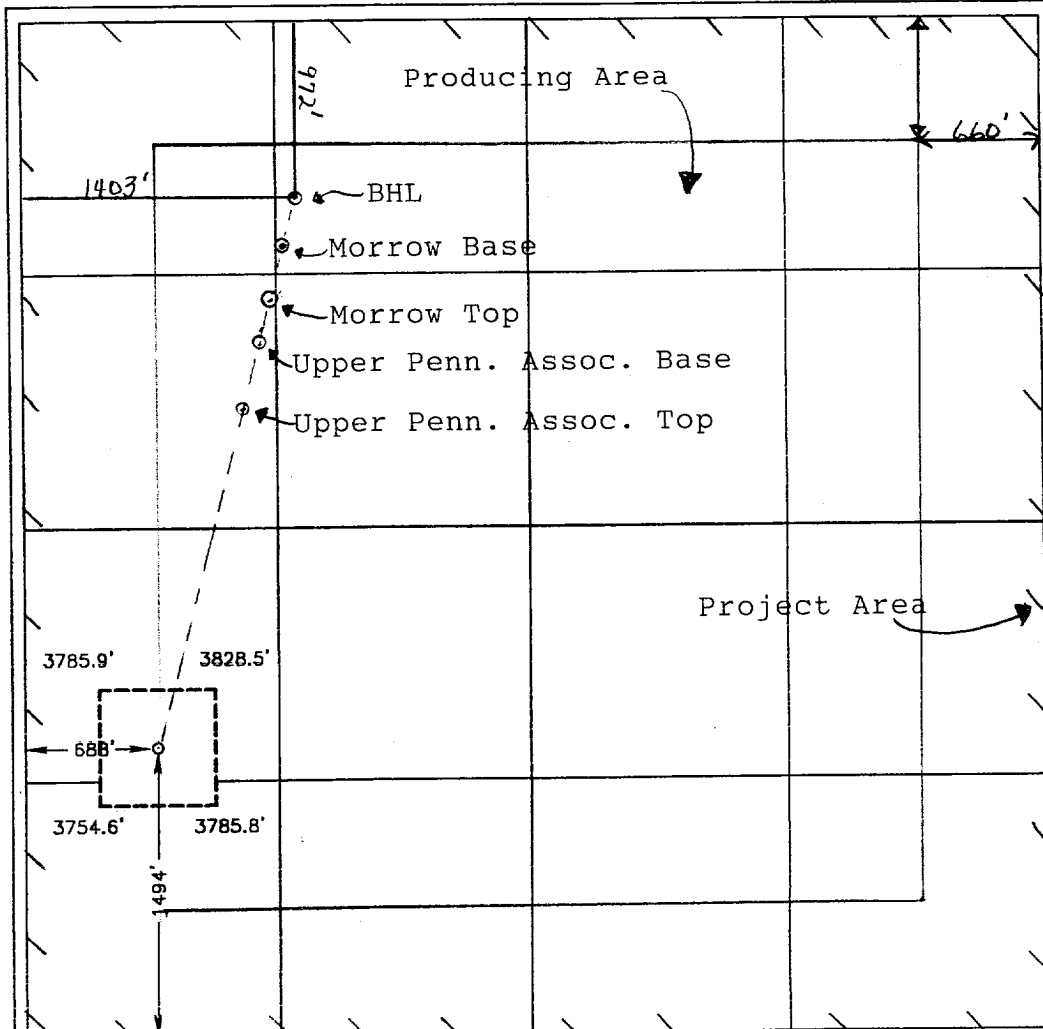 972'
Producing Area
660'
1403'
BHL
Morrow Base
Morrow Top
Upper Penn. Assoc. Base
Upper Penn. Assoc. Top
Project Area
3785.9'
3828.5'
688'
3754.6'
3785.8'
1494'